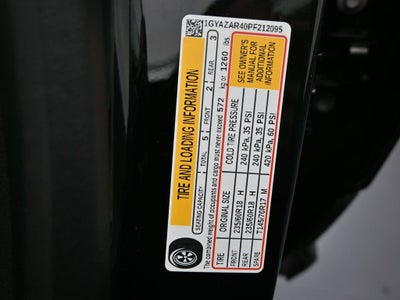 1GYAZAR40PF212095
TIRE AND LOADING INFORMATION
SEATING CAPACITY | TOTAL 5 | FRONT 2 | REAR 3
The combined weight of occupants and cargo must never exceed 572 kg or 1260 lbs.
TIRE ORIGINAL SIZE COLD TIRE PRESSURE
FRONT 235/60R18 H 240 kPa, 35 PSI
REAR 235/60R18 H 240 kPa, 35 PSI
SPARE T145/70R17 M 420 kPa, 60 PSI
SEE OWNER'S
MANUAL FOR
ADDITIONAL
INFORMATION